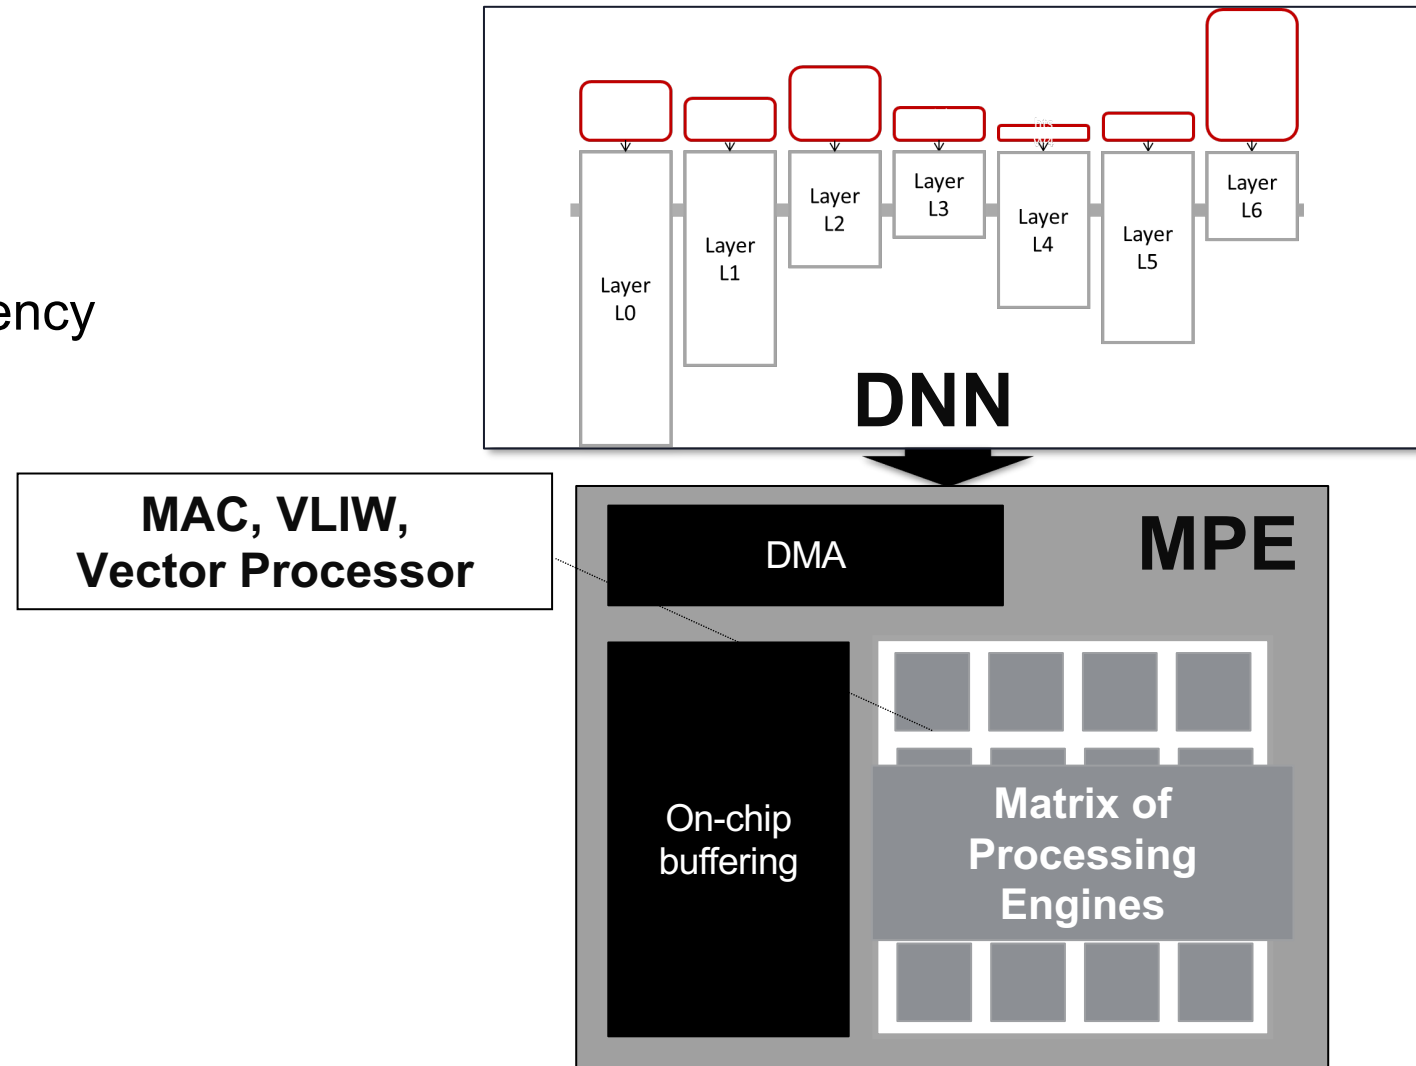 Layer
L0
Layer
L1
Layer
L2
Layer
L3
Layer
L4
Layer
L5
Layer
L6
ency
DNN
MAC, VLIW,
Vector Processor
DMA
MPE
On-chip
buffering
Matrix of
Processing
Engines